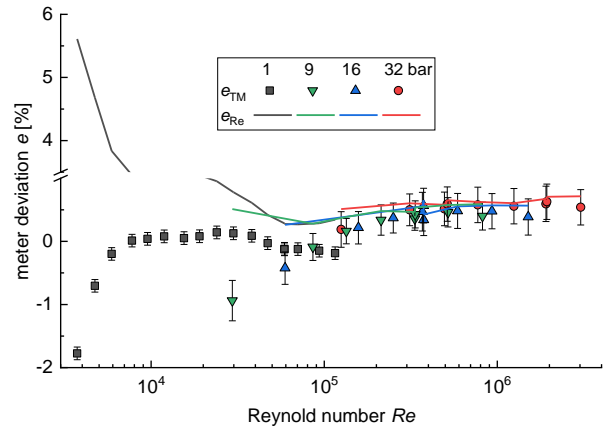 6
5
4
1
0
-1
-2
10⁴
10⁵
10⁶
meter deviation e [%]
Reynold number Re
1 9 16 32 bar
eTM
eRe